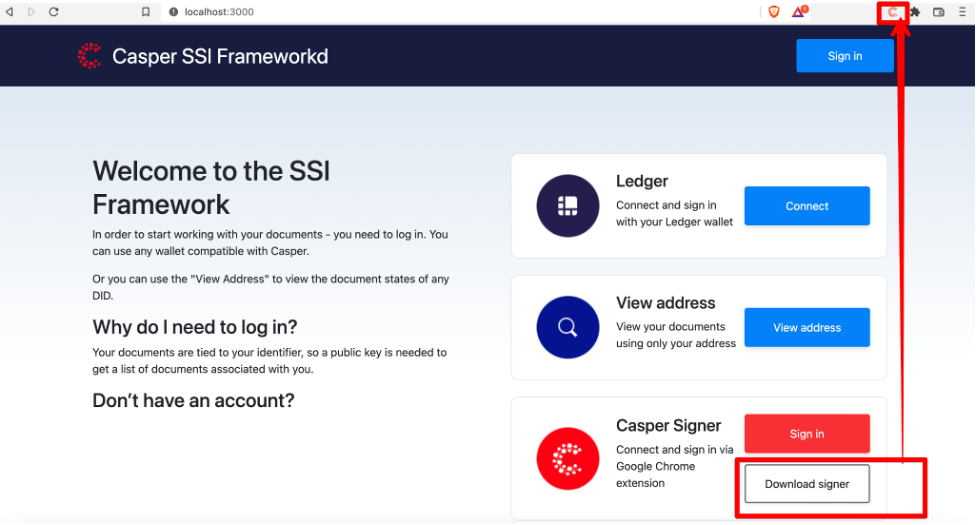 localhost:3000
Casper SSI Frameworkd
Sign in
Welcome to the SSI
Framework
In order to start working with your documents - you need to log in. You
can use any wallet compatible with Casper.
Or you can use the "View Address" to view the document states of any
DID.
Why do I need to log in?
Your documents are tied to your identifier, so a public key is needed to
get a list of documents associated with you.
Don’t have an account?
Ledger
Connect and sign in
with your Ledger wallet
Connect
View address
View your documents
using only your address
View address
Casper Signer
Connect and sign in via
Google Chrome
extension
Sign in
Download signer